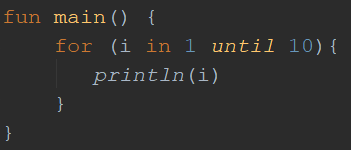 fun main() {
    for (i in 1 until 10){
        println(i)
    }
}